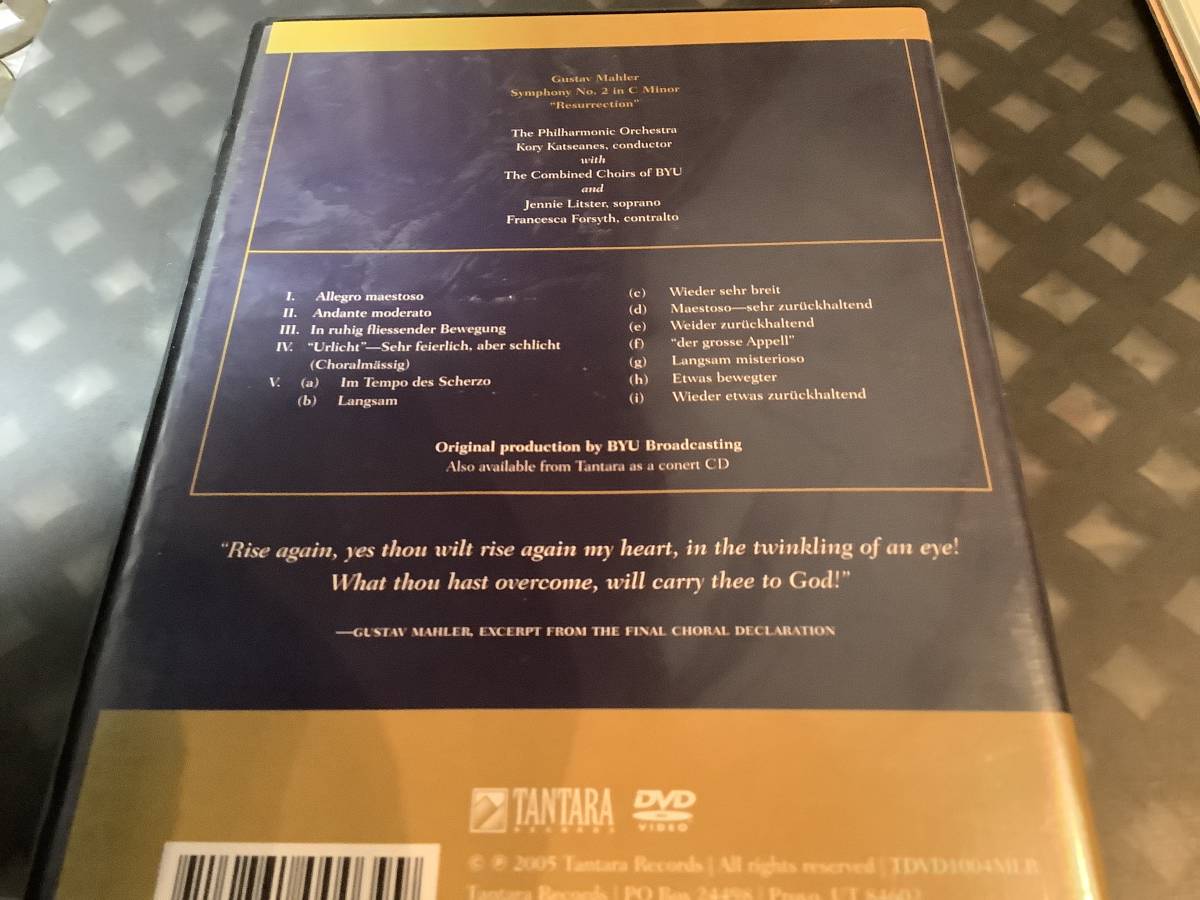 Gustav Mahler
Symphony No. 2 in C Minor
“Resurrection”
The Philharmonic Orchestra
Kory Katseanes, conductor
with
The Combined Choirs of BYU
and
Jennie Litster, soprano
Francesca Forsyth, contralto
I. Allegro maestoso
II. Andante moderato
III. In ruhig fliessender Bewegung
IV. “Urlicht”—Sehr feierlich, aber schlicht
(Choralmässig)
V. (a) Im Tempo des Scherzo
(b) Langsam
(c) Wieder sehr breit
(d) Maestoso—sehr zurückhaltend
(e) Weider zurückhaltend
(f) “der grosse Appell”
(g) Langsam misterioso
(h) Etwas bewegter
(i) Wieder etwas zurückhaltend
Original production by BYU Broadcasting
Also available from Tantara as a conert CD
“Rise again, yes thou wilt rise again my heart, in the twinkling of an eye!
What thou hast overcome, will carry thee to God!”
—GUSTAV MAHLER, EXCERPT FROM THE FINAL CHORAL DECLARATION
TANTARA
RECORDS
DVD
VIDEO
© ℗ 2005 Tantara Records | All rights reserved | TDVD1004MLR
Tantara Records | PO Box 24498 | Provo, UT 84602